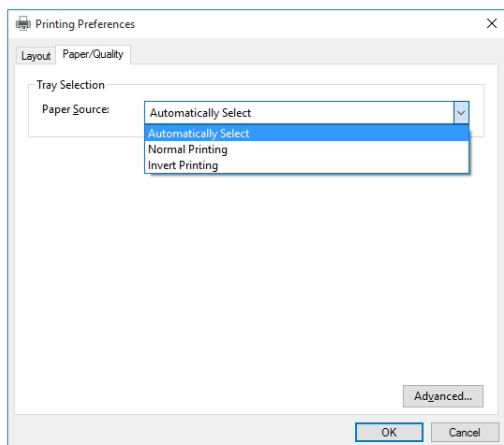 Printing Preferences
Layout Paper/Quality
Tray Selection
Paper Source: Automatically Select
Automatically Select
Normal Printing
Invert Printing
Advanced...
OK Cancel